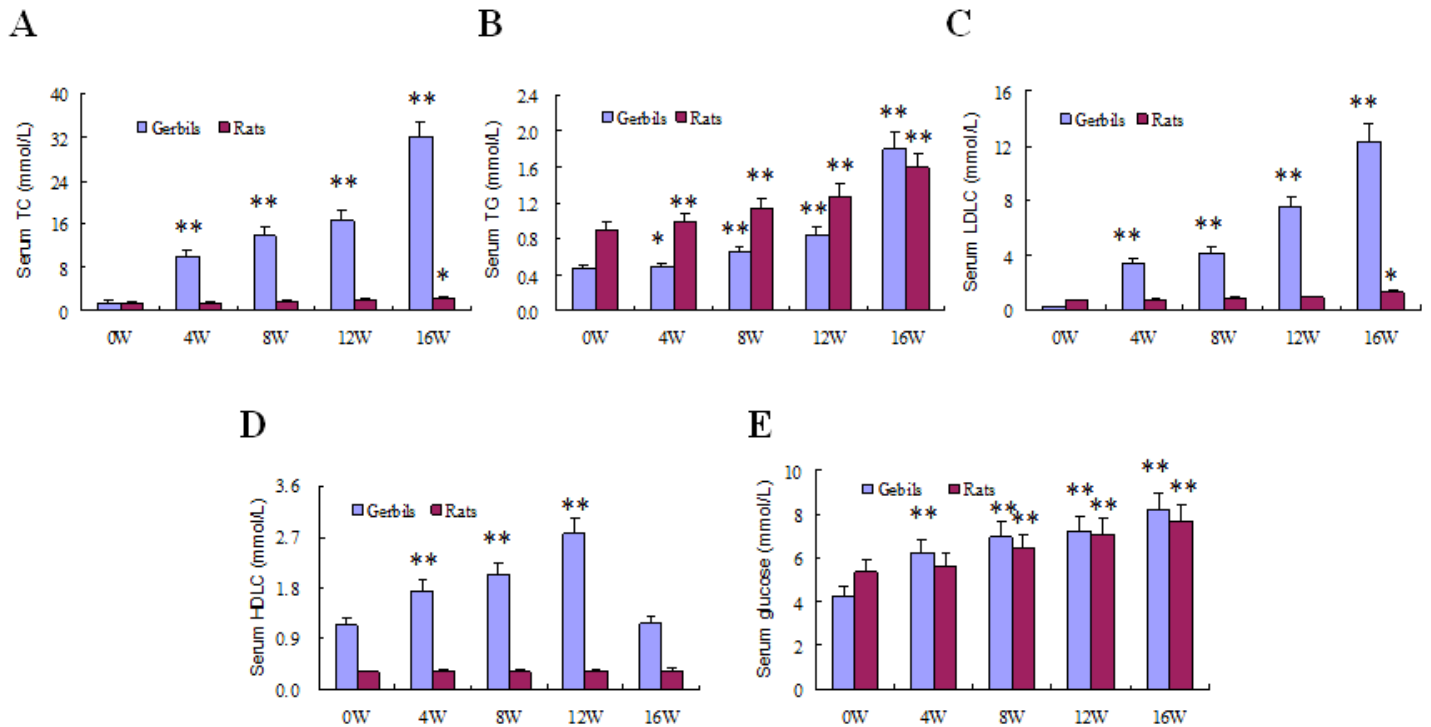 A
Serum TC (mmol/L)
40
32
24
16
8
0
Gerbils Rats
**
**
**
**
*
0W 4W 8W 12W 16W
B
Serum TG (mmol/L)
2.4
2.0
1.6
1.2
0.8
0.4
0.0
Gerbils Rats
*
**
**
**
**
**
**
**
0W 4W 8W 12W 16W
C
Serum LDLC (mmol/L)
16
12
8
4
0
Gerbils Rats
**
**
**
**
*
0W 4W 8W 12W 16W
D
Serum HDLC (mmol/L)
3.6
2.7
1.8
0.9
0.0
Gerbils Rats
**
**
**
0W 4W 8W 12W 16W
E
Serum glucose (mmol/L)
10
8
6
4
2
0
Gebils Rats
**
**
**
**
**
**
**
0W 4W 8W 12W 16W